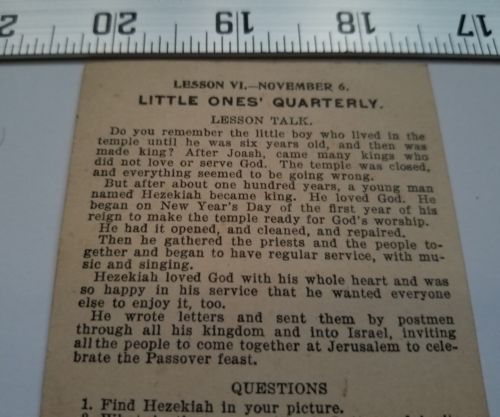 17
18
19
20
LESSON VI.—NOVEMBER 6.
LITTLE ONES' QUARTERLY.
LESSON TALK.
Do you remember the little boy who lived in the
temple until he was six years old, and then was
made king? After Joash, came many kings who
did not love or serve God. The temple was closed,
and everything seemed to be going wrong.
But after about one hundred years, a young man
named Hezekiah became king. He loved God. He
began on New Year's Day of the first year of his
reign to make the temple ready for God's worship.
He had it opened, and cleaned, and repaired.
Then he gathered the priests and the people to-
gether and began to have regular service, with mu-
sic and singing.
Hezekiah loved God with his whole heart and was
so happy in his service that he wanted everyone
else to enjoy it, too.
He wrote letters and sent them by postmen
through all his kingdom and into Israel, inviting
all the people to come together at Jerusalem to cele-
brate the Passover feast.
QUESTIONS
1. Find Hezekiah in your picture.